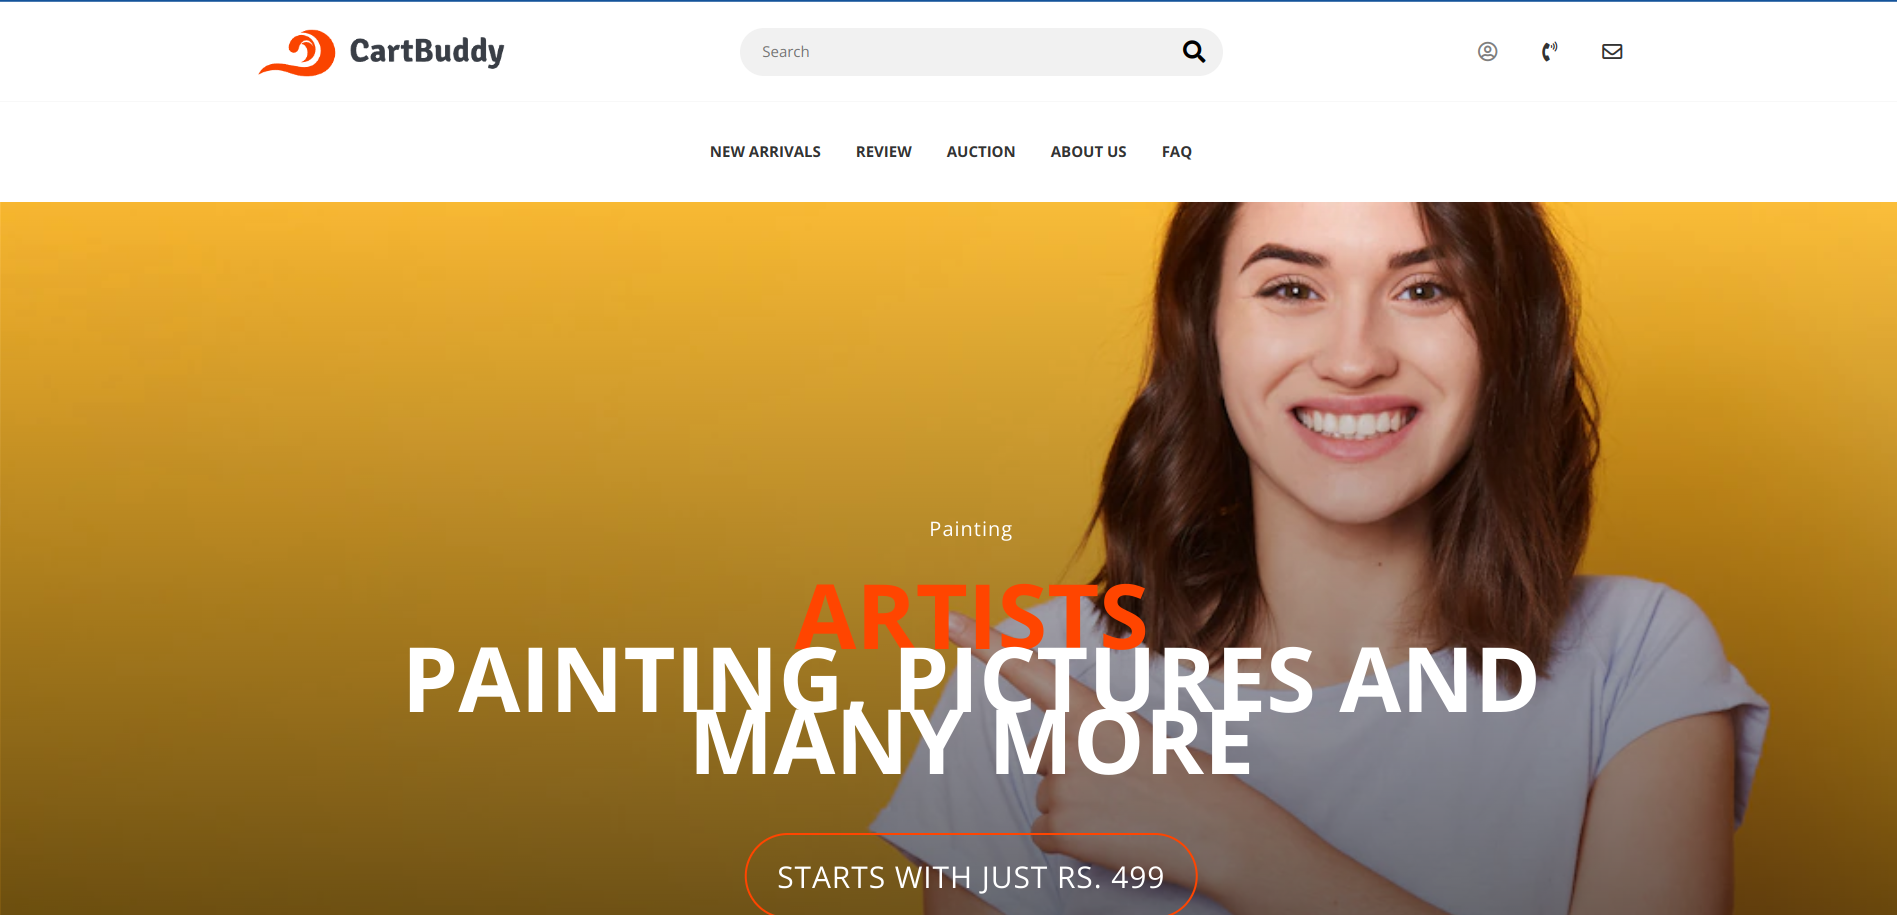 CartBuddy
Search
NEW ARRIVALS REVIEW AUCTION ABOUT US FAQ
Painting
ARTISTS
PAINTING, PICTURES AND
MANY MORE
STARTS WITH JUST RS. 499